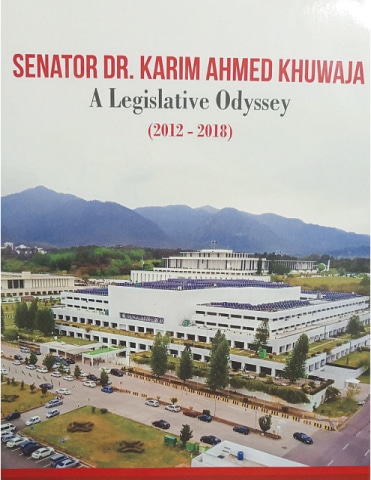 SENATOR DR. KARIM AHMED KHUWAJA
A Legislative Odyssey
(2012 - 2018)